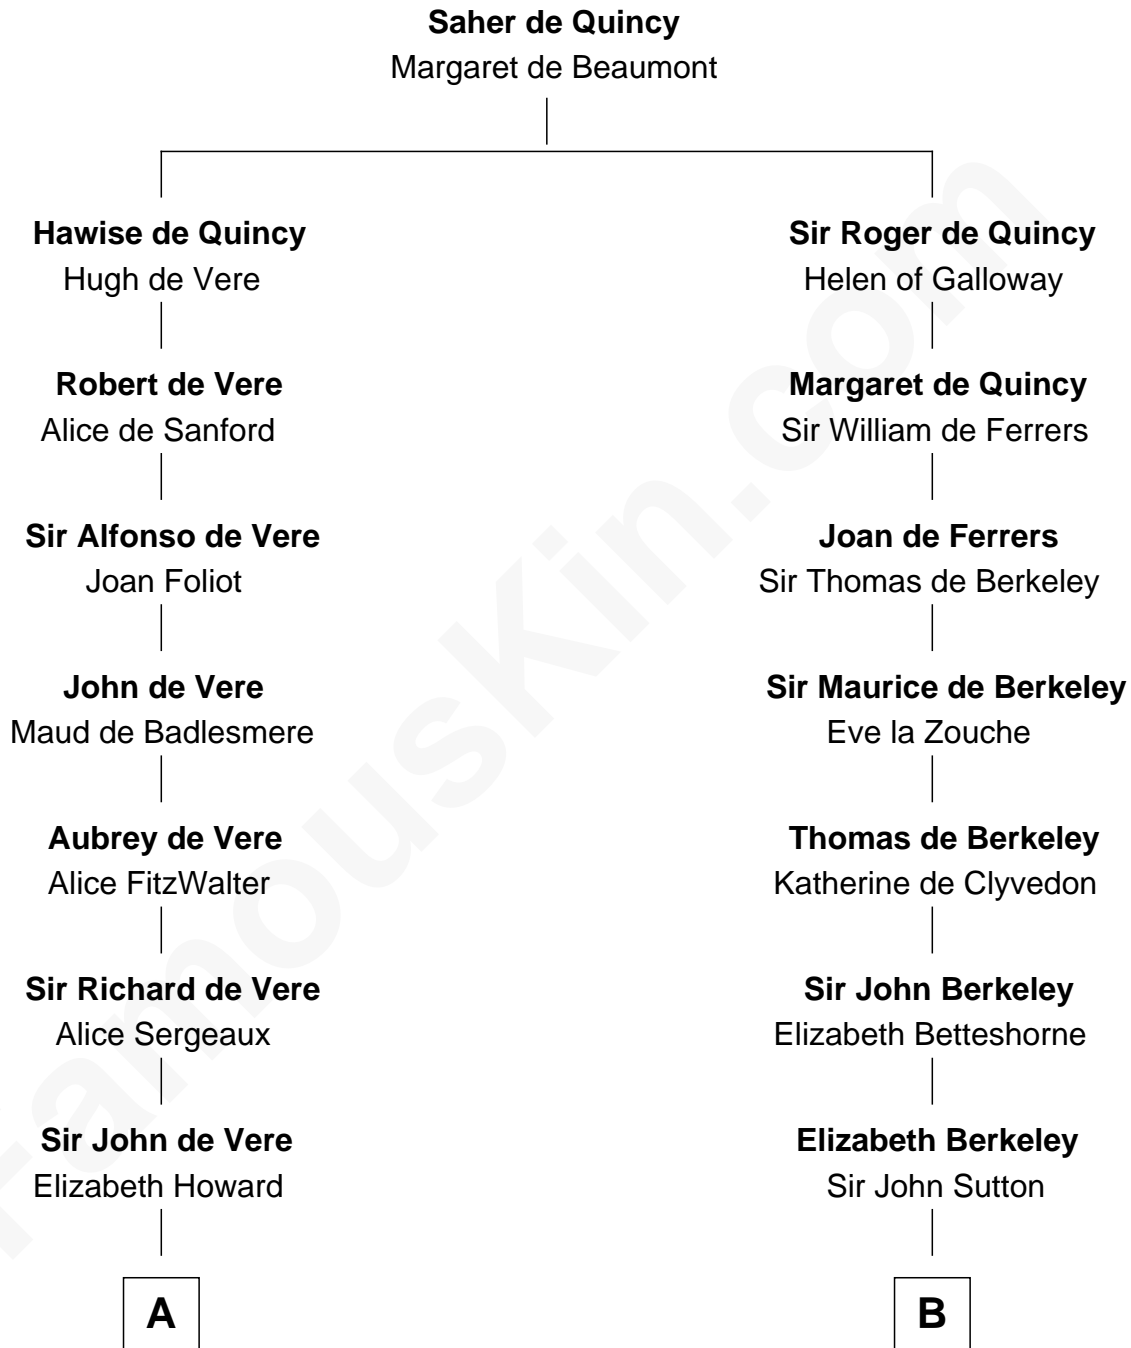 Saher de Quincy
Margaret de Beaumont
Hawise de Quincy
Hugh de Vere
Sir Roger de Quincy
Helen of Galloway
Robert de Vere
Alice de Sanford
Margaret de Quincy
Sir William de Ferrers
Sir Alfonso de Vere
Joan Foliot
Joan de Ferrers
Sir Thomas de Berkeley
John de Vere
Maud de Badlesmere
Sir Maurice de Berkeley
Eve la Zouche
Aubrey de Vere
Alice FitzWalter
Thomas de Berkeley
Katherine de Clyvedon
Sir Richard de Vere
Alice Sergeaux
Sir John Berkeley
Elizabeth Betteshorne
Sir John de Vere
Elizabeth Howard
Elizabeth Berkeley
Sir John Sutton
A
B
FamousKin.com